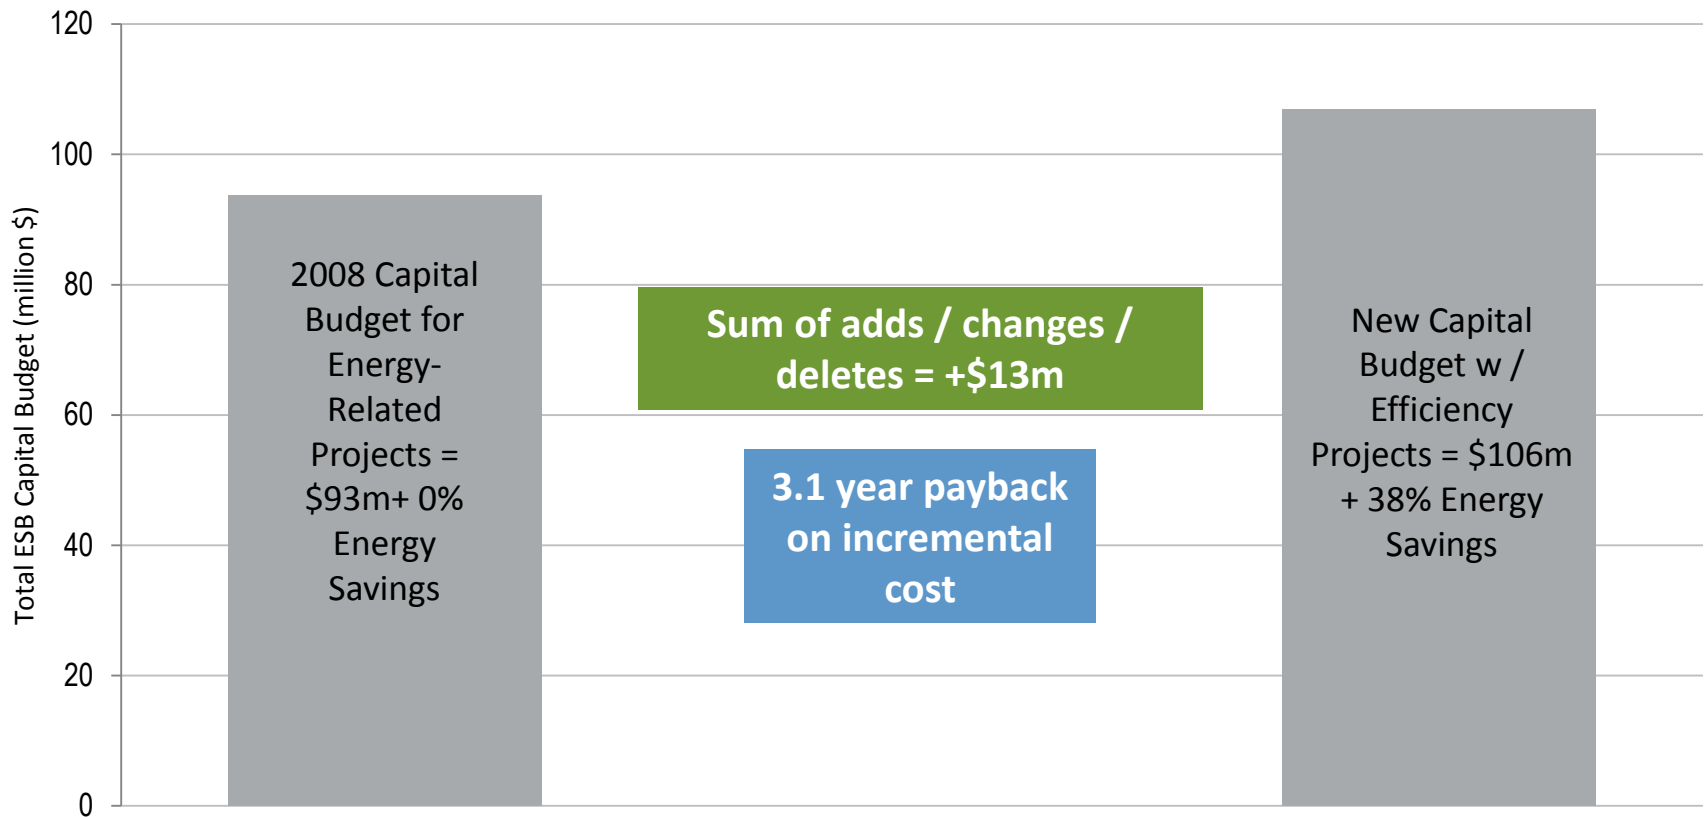 Total ESB Capital Budget (million $)
120
100
80
60
40
20
0
2008 Capital
Budget for
Energy-
Related
Projects =
$93m+ 0%
Energy
Savings
Sum of adds / changes /
deletes = +$13m
3.1 year payback
on incremental
cost
New Capital
Budget w /
Efficiency
Projects = $106m
+ 38% Energy
Savings